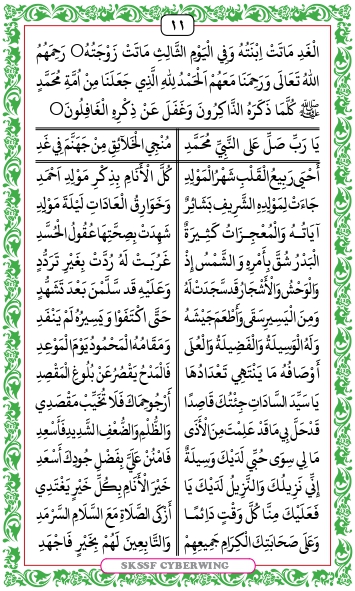 ١١
الْغَدِ مَاتَتْ اِبْنَتُهُ وَفِي الْيَوْمِ الثَّالِثِ مَاتَتْ زَوْجَتُهُ○ رَحِمَهُمُ
اللهُ تَعَالَى وَرَحِمَنَا مَعَهُمْ اَلْحَمْدُ لِلهِ الَّذِي جَعَلَنَا مِنْ اُمَّةِ مُحَمَّدٍ
ﷺ كُلَّمَا ذَكَرَهُ الذَّاكِرُونَ وَغَفَلَ عَنْ ذِكْرِهِ الْغَافِلُونَ○
يَا رَبِّ صَلِّ عَلَى النَّبِيِّ مُحَمَّدٍ مُنْجِي الْخَلَائِقِ مِنْ جَهَنَّمَ فِي غَدِ
أَحْيَى رَبِيعُ الْقَلْبِ شَهْرُ الْمَوْلِدِ كُلَّ الْأَنَامِ بِذِكْرِ مَوْلِدِ اَحْمَدِ
جَاءَتْ لِمَوْلِدِهِ الشَّرِيفِ بَشَائِرٌ وَخَوَارِقُ الْعَادَاتِ لَيْلَةَ مَوْلِدِ
آيَاتُهُ وَالْمُعْجِزَاتُ كَثِيرَةٌ شَهِدَتْ بِصِحَّتِهَا عُقُولُ الْحُسَّدِ
اَلْبَدْرُ شُقَّ بِأَمْرِهِ وَالشَّمْسُ إِذْ غَرَبَتْ لَهُ رُدَّتْ بِغَيْرِ تَرَدُّدِ
وَالْوَحْشُ وَالْأَشْجَارُ قَدْ سَجَدَتْ لَهُ وَعَلَيْهِ قَدْ سَلَّمْنَ بَعْدَ تَشَهُّدِ
وَمِنَ الْيَسِيرِ سَقَى وَأَطْعَمَ جَيْشَهُ حَتَّى اكْتَفَوْا وَيَسِيرُهُ لَمْ يَنْفَدِ
وَلَهُ الْوَسِيلَةُ وَالْفَضِيلَةُ وَالْعُلَى وَمَقَامُهُ الْمَحْمُودُ يَوْمَ الْمَوْعِدِ
أَوْصَافُهُ مَا يَنْتَهِي تَعْدَادُهَا فَالْمَدْحُ يَقْصُرُ عَنْ بُلُوغِ الْمَقْصِدِ
يَا سَيِّدَ السَّادَاتِ جِئْتُكَ قَاصِدًا أَرْجُو حِمَاكَ فَلَا تُخَيِّبْ مَقْصَدِي
قَدْ حَلَّ بِي مَا قَدْ عَلِمْتَ مِنَ الْأَذَى وَالظُّلْمِ وَالضُّعْفِ الشَّدِيدِ فَأَسْعِدِ
مَا لِي سِوَى حُبِّي لَدَيْكَ وَسِيلَةٌ فَامْنُنْ عَلَيَّ بِفَضْلِ جُودِكَ أَسْعَدِ
إِنِّي نَزِيلُكَ وَالنَّزِيلُ لَدَيْكَ يَا خَيْرَ الْأَنَامِ بِكُلِّ خَيْرٍ يَغْتَدِي
فَعَلَيْكَ مِنَّا كُلَّ وَقْتٍ دَائِمًا أَزْكَى الصَّلَاةِ مَعَ السَّلَامِ السَّرْمَدِ
وَعَلَى صَحَابَتِكَ الْكِرَامِ جَمِيعِهِمْ وَالتَّابِعِينَ لَهُمْ بِخَيْرٍ فَاجْهَدِ
SKSSF CYBERWING